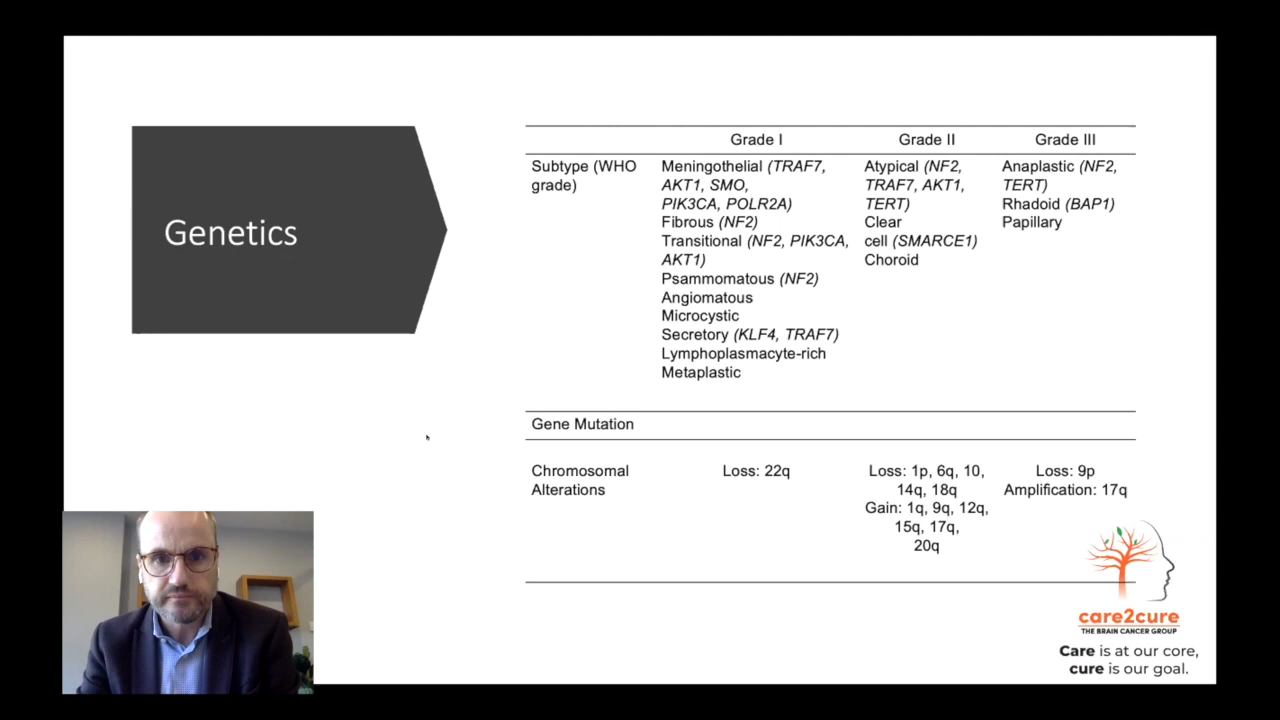 Genetics
Grade I
Grade II
Grade III
Subtype (WHO
grade)
Meningothelial (TRAF7,
AKT1, SMO,
PIK3CA, POLR2A)
Fibrous (NF2)
Transitional (NF2, PIK3CA,
AKT1)
Psammomatous (NF2)
Angiomatous
Microcystic
Secretory (KLF4, TRAF7)
Lymphoplasmacyte-rich
Metaplastic
Atypical (NF2,
TRAF7, AKT1,
TERT)
Clear
cell (SMARCE1)
Choroid
Anaplastic (NF2,
TERT)
Rhadoid (BAP1)
Papillary
Gene Mutation
Chromosomal
Alterations
Loss: 22q
Loss: 1p, 6q, 10,
14q, 18q
Gain: 1q, 9q, 12q,
15q, 17q,
20q
Loss: 9p
Amplification: 17q
care2cure
THE BRAIN CANCER GROUP
Care is at our core,
cure is our goal.